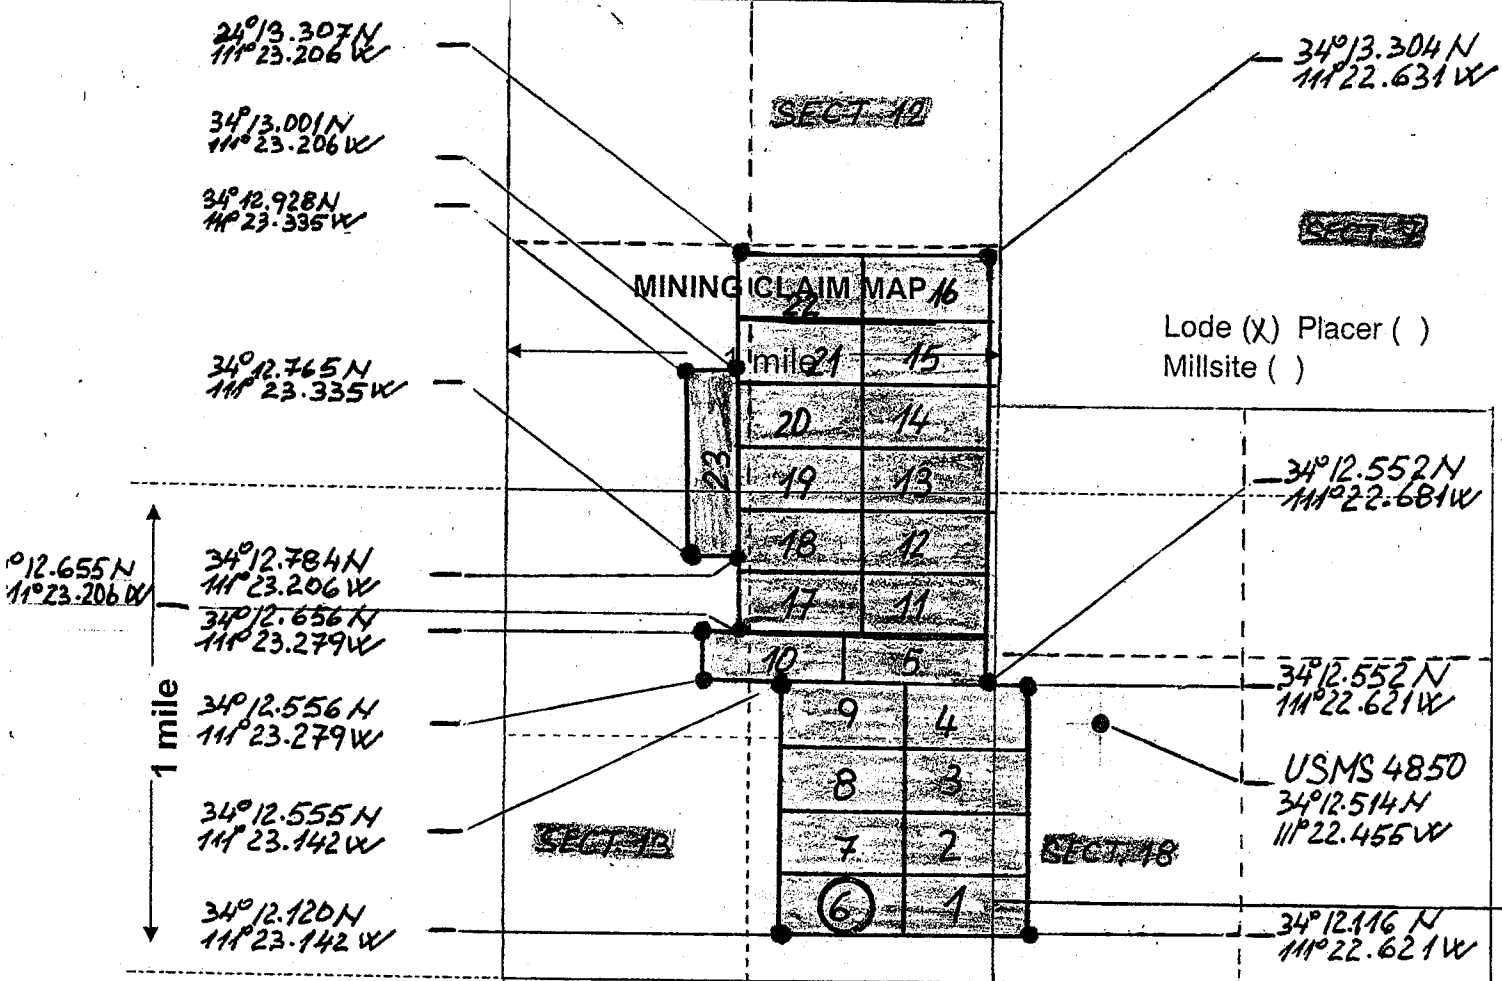 24°13.307N
111°23.206W
34°13.304N
111°22.631W
SECT. 12
34°13.001N
111°23.206W
34°12.928N
111°23.335W
SECT. 7
MINING CLAIM MAP
22
16
Lode (X) Placer ( )
Millsite ( )
1 mile
21
15
34°12.765N
111°23.335W
20
14
23
19
13
34°12.552N
111°22.681W
18
12
°12.655N
11°23.206W
34°12.784N
111°23.206W
17
11
34°12.656N
111°23.279W
10
5
34°12.552N
111°22.621W
1 mile
34°12.556N
111°23.279W
9
4
USMS 4850
34°12.514N
111°22.455W
8
3
34°12.555N
111°23.142W
SECT. 13
7
2
SECT. 18
34°12.120N
111°23.142W
6
1
34°12.116N
111°22.621W